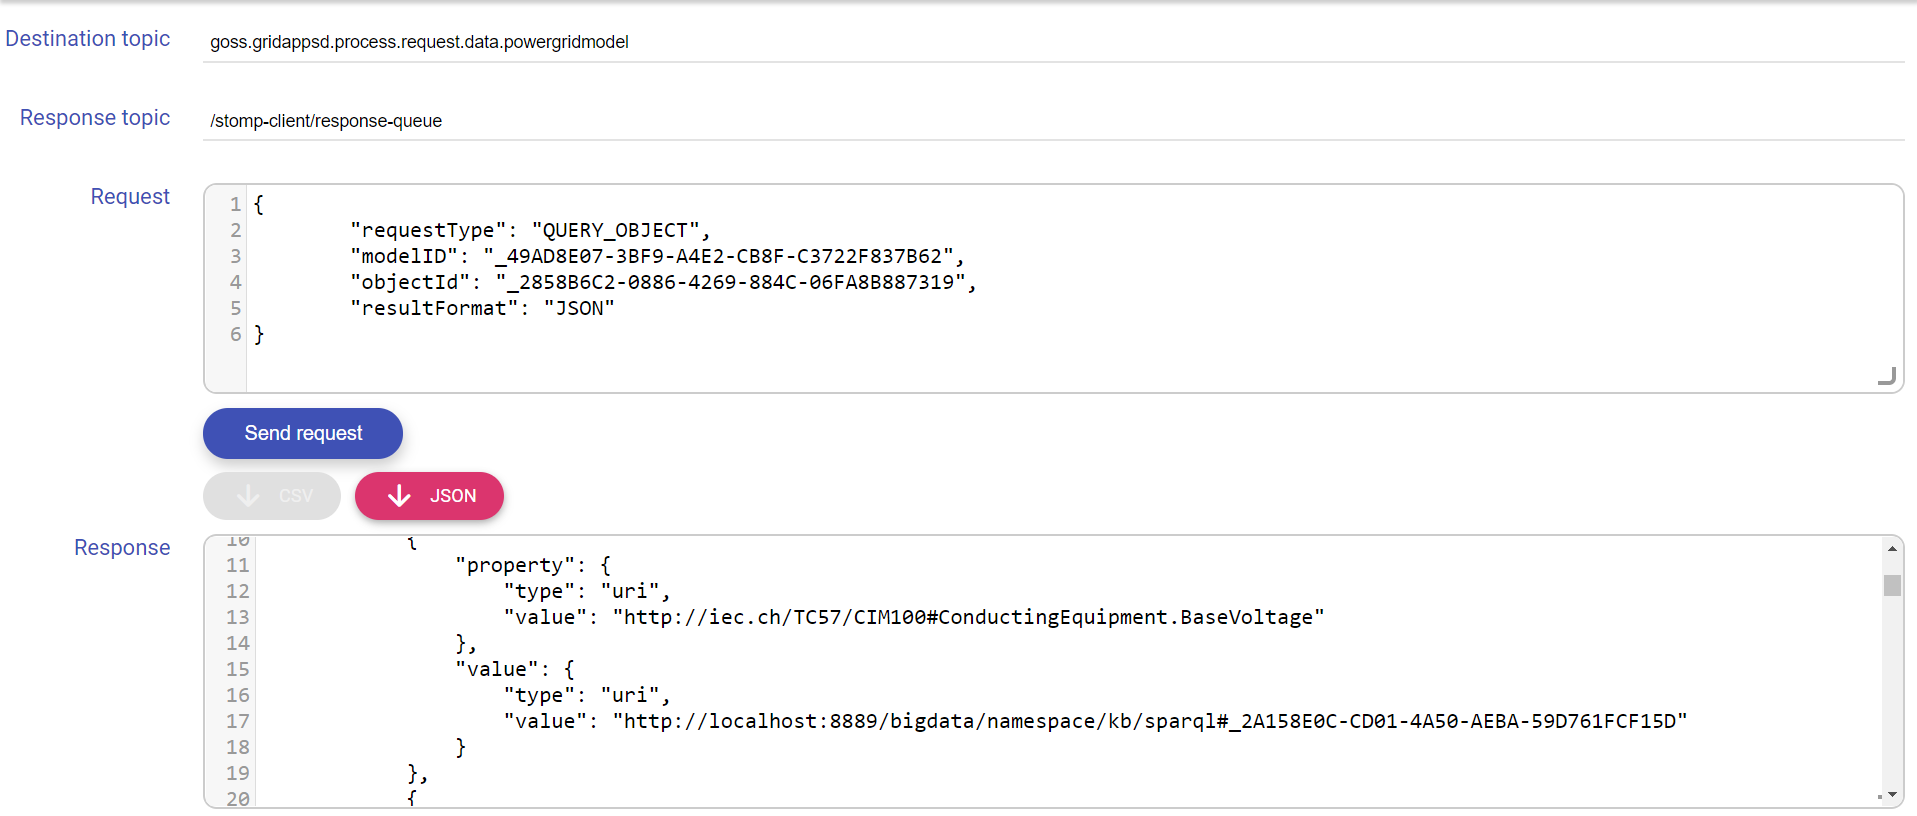 Destination topic
goss.gridappsd.process.request.data.powergridmodel
Response topic
/stomp-client/response-queue
Request
1 {
2         "requestType": "QUERY_OBJECT",
3         "modelID": "_49AD8E07-3BF9-A4E2-CB8F-C3722F837B62",
4         "objectId": "_2858B6C2-0886-4269-884C-06FA8B887319",
5         "resultFormat": "JSON"
6 }
Send request
CSV
JSON
Response
10             {
11                 "property": {
12                     "type": "uri",
13                     "value": "http://iec.ch/TC57/CIM100#ConductingEquipment.BaseVoltage"
14                 },
15                 "value": {
16                     "type": "uri",
17                     "value": "http://localhost:8889/bigdata/namespace/kb/sparql#_2A158E0C-CD01-4A50-AEBA-59D761FCF15D"
18                 }
19             },
20             {